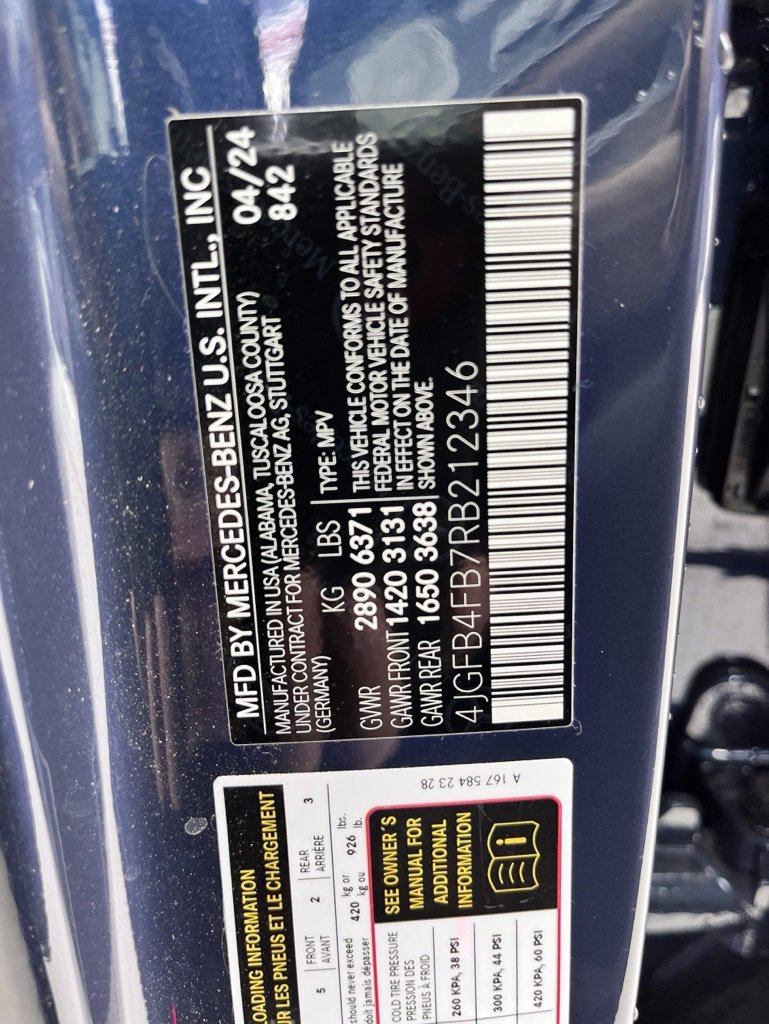 MFD BY MERCEDES-BENZ U.S. INTL., INC 04/24
MANUFACTURED IN USA (ALABAMA, TUSCALOOSA COUNTY) 842
UNDER CONTRACT FOR MERCEDES-BENZ AG, STUTTGART
(GERMANY) KG LBS TYPE: MPV
GVWR 2890 6371 THIS VEHICLE CONFORMS TO ALL APPLICABLE
FEDERAL MOTOR VEHICLE SAFETY STANDARDS
GAWR FRONT 1420 3131 IN EFFECT ON THE DATE OF MANUFACTURE
GAWR REAR 1650 3638 SHOWN ABOVE.
4JGFB4FB7RB212346
LOADING INFORMATION
UR LES PNEUS ET LE CHARGEMENT
5 FRONT 2 REAR 3
AVANT ARRIÈRE
should never exceed 420 kg or 926 lbs.
doit jamais dépasser kg ou lb.
COLD TIRE PRESSURE
PRESSION DES
PNEUS À FROID
260 KPA, 38 PSI
300 KPA, 44 PSI
420 KPA, 60 PSI
SEE OWNER'S
MANUAL FOR
ADDITIONAL
INFORMATION
A 167 584 23 28